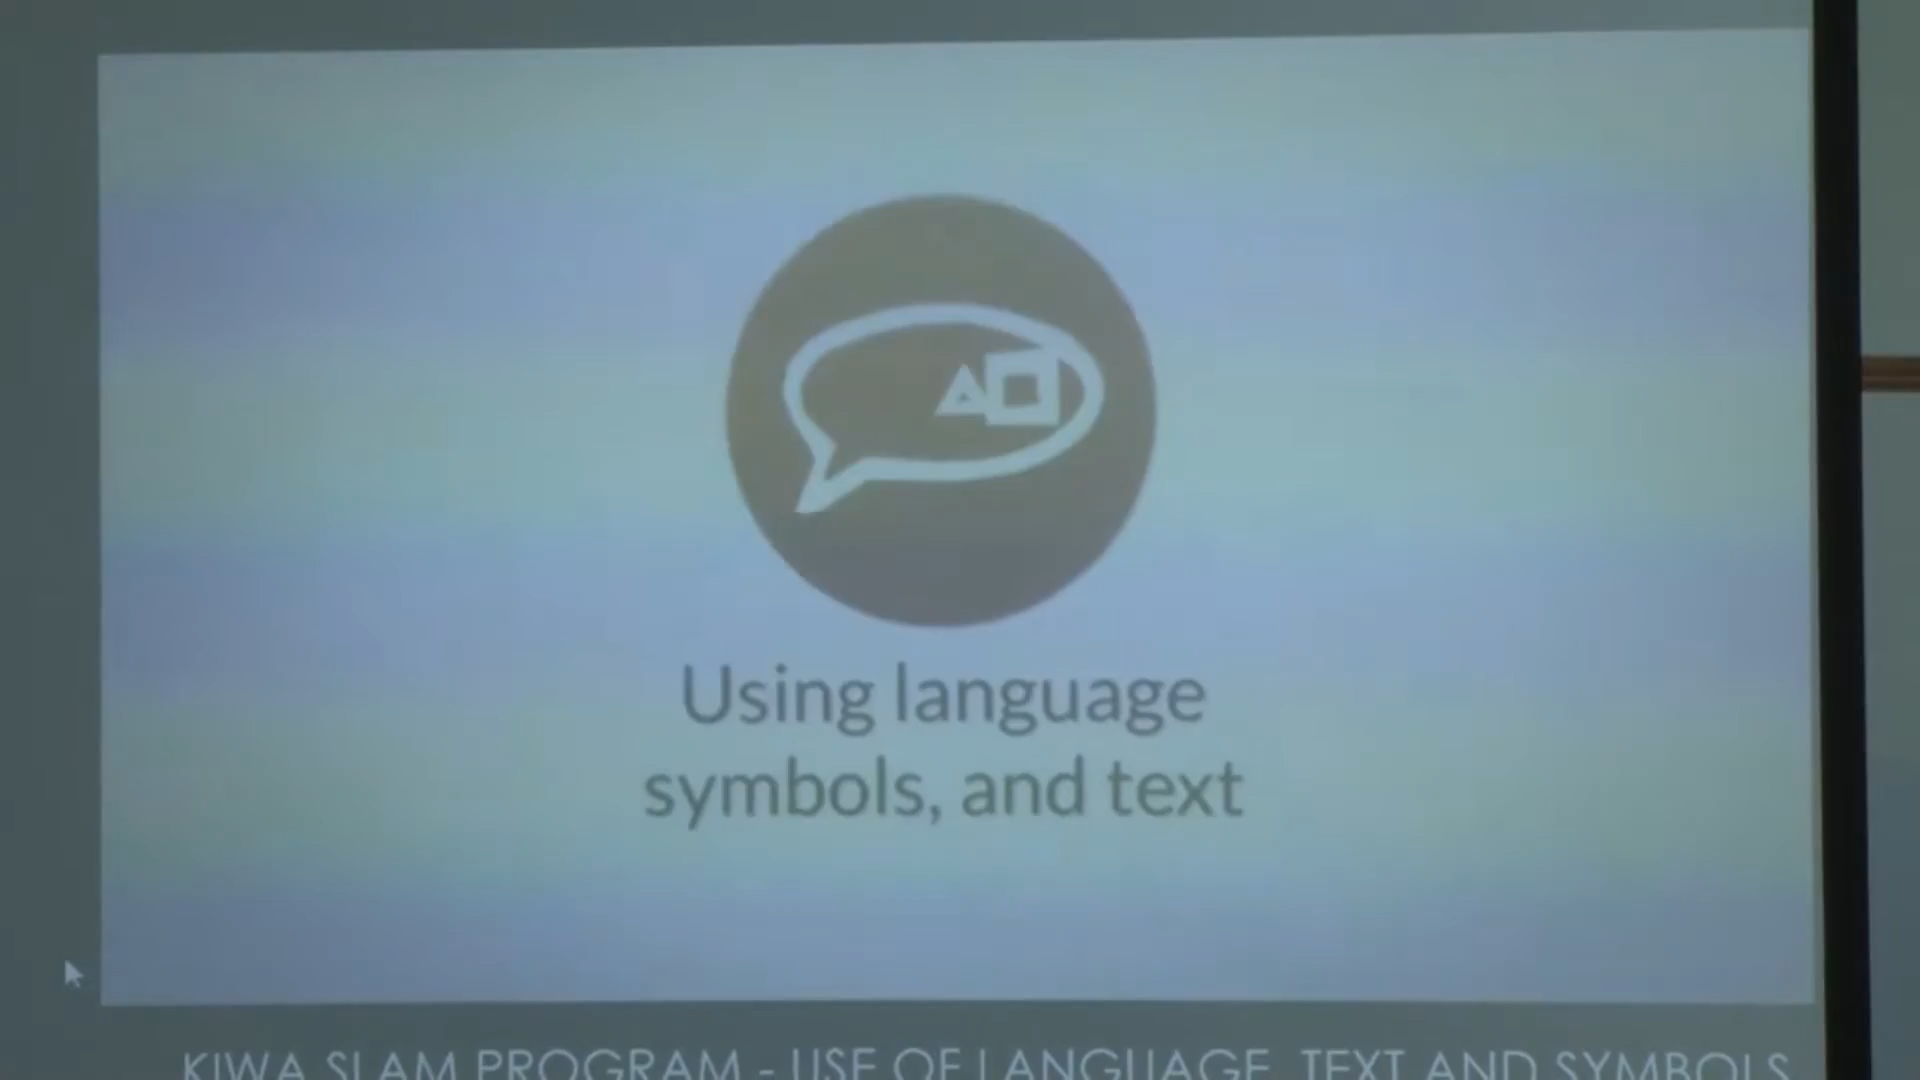 Using language
symbols, and text
KIWA SLAM PROGRAM - USE OF LANGUAGE, TEXT AND SYMBOLS